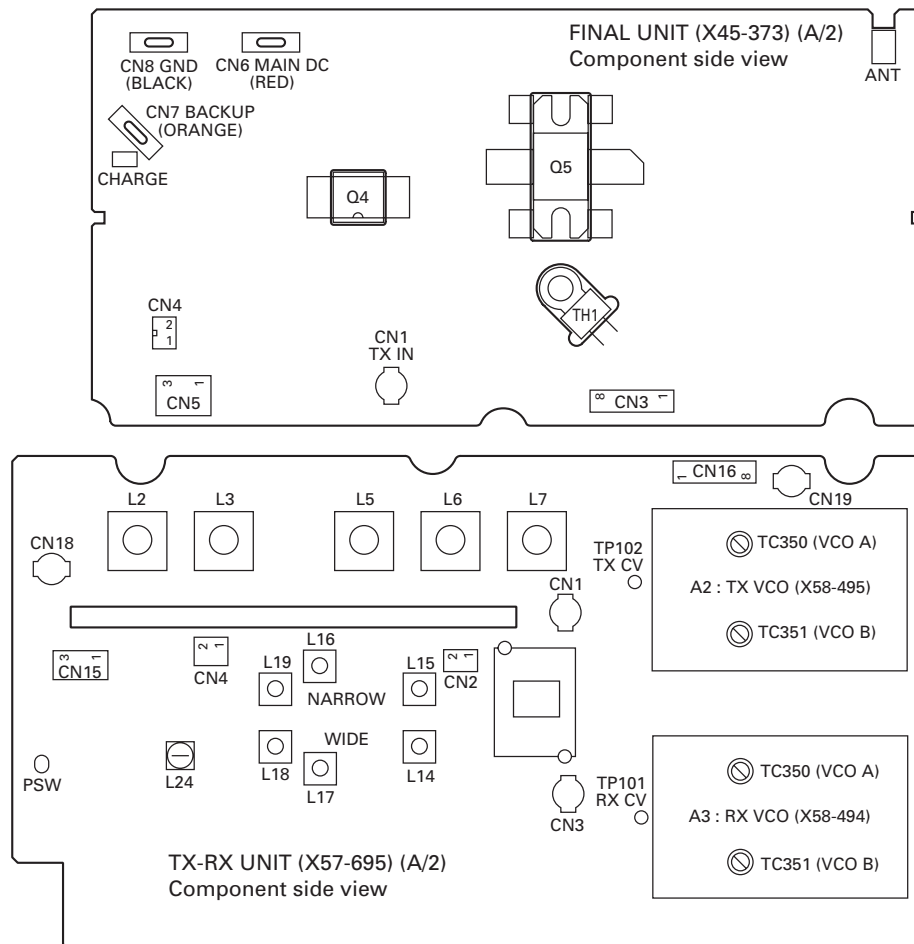 FINAL UNIT (X45-373) (A/2)
Component side view
CN8 GND
(BLACK)
CN6 MAIN DC
(RED)
ANT
CN7 BACKUP
(ORANGE)
CHARGE
Q4
Q5
TH1
CN4
2
1
CN1
TX IN
3 1
CN5
8 CN3 1
1 CN16 8
CN19
L2
L3
L5
L6
L7
CN18
TP102
TX CV
TC350 (VCO A)
A2 : TX VCO (X58-495)
TC351 (VCO B)
CN1
3 1
CN15
2 1
CN4
L16
L19
L15
2 1
CN2
NARROW
WIDE
L18
L17
L14
L24
PSW
CN3
TP101
RX CV
TC350 (VCO A)
A3 : RX VCO (X58-494)
TC351 (VCO B)
TX-RX UNIT (X57-695) (A/2)
Component side view